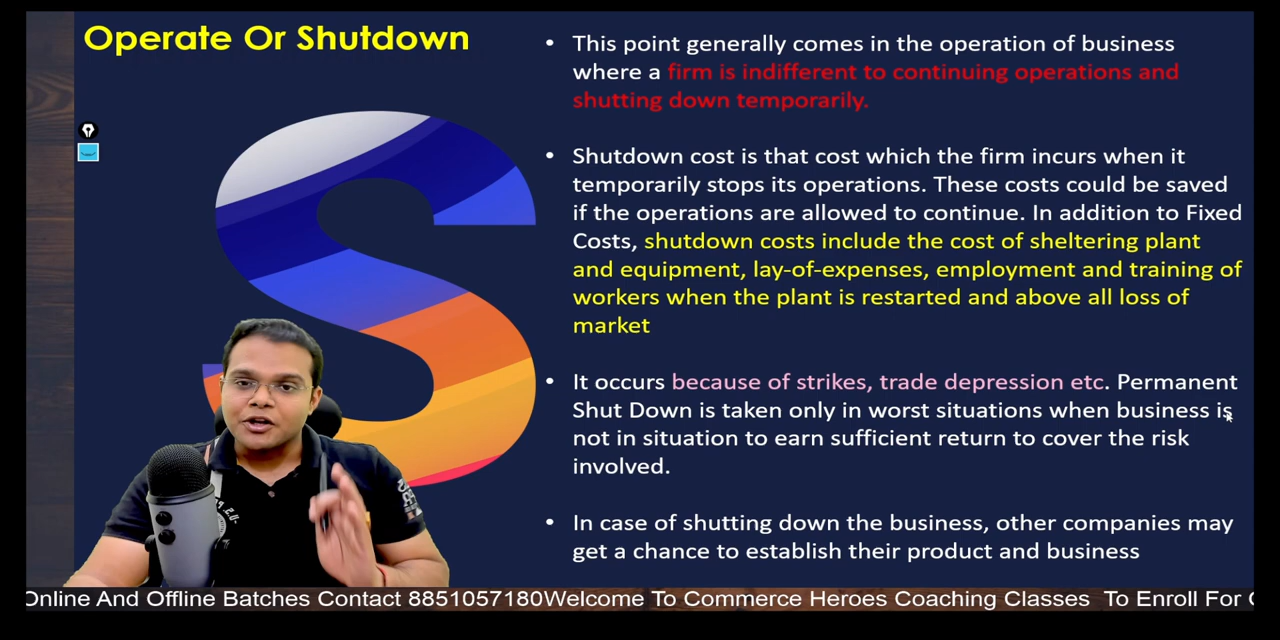 Operate Or Shutdown
• This point generally comes in the operation of business
where a firm is indifferent to continuing operations and
shutting down temporarily.
• Shutdown cost is that cost which the firm incurs when it
temporarily stops its operations. These costs could be saved
if the operations are allowed to continue. In addition to Fixed
Costs, shutdown costs include the cost of sheltering plant
and equipment, lay-of-expenses, employment and training of
workers when the plant is restarted and above all loss of
market
• It occurs because of strikes, trade depression etc. Permanent
Shut Down is taken only in worst situations when business is
not in situation to earn sufficient return to cover the risk
involved.
• In case of shutting down the business, other companies may
get a chance to establish their product and business
Online And Offline Batches Contact 8851057180Welcome To Commerce Heroes Coaching Classes To Enroll For